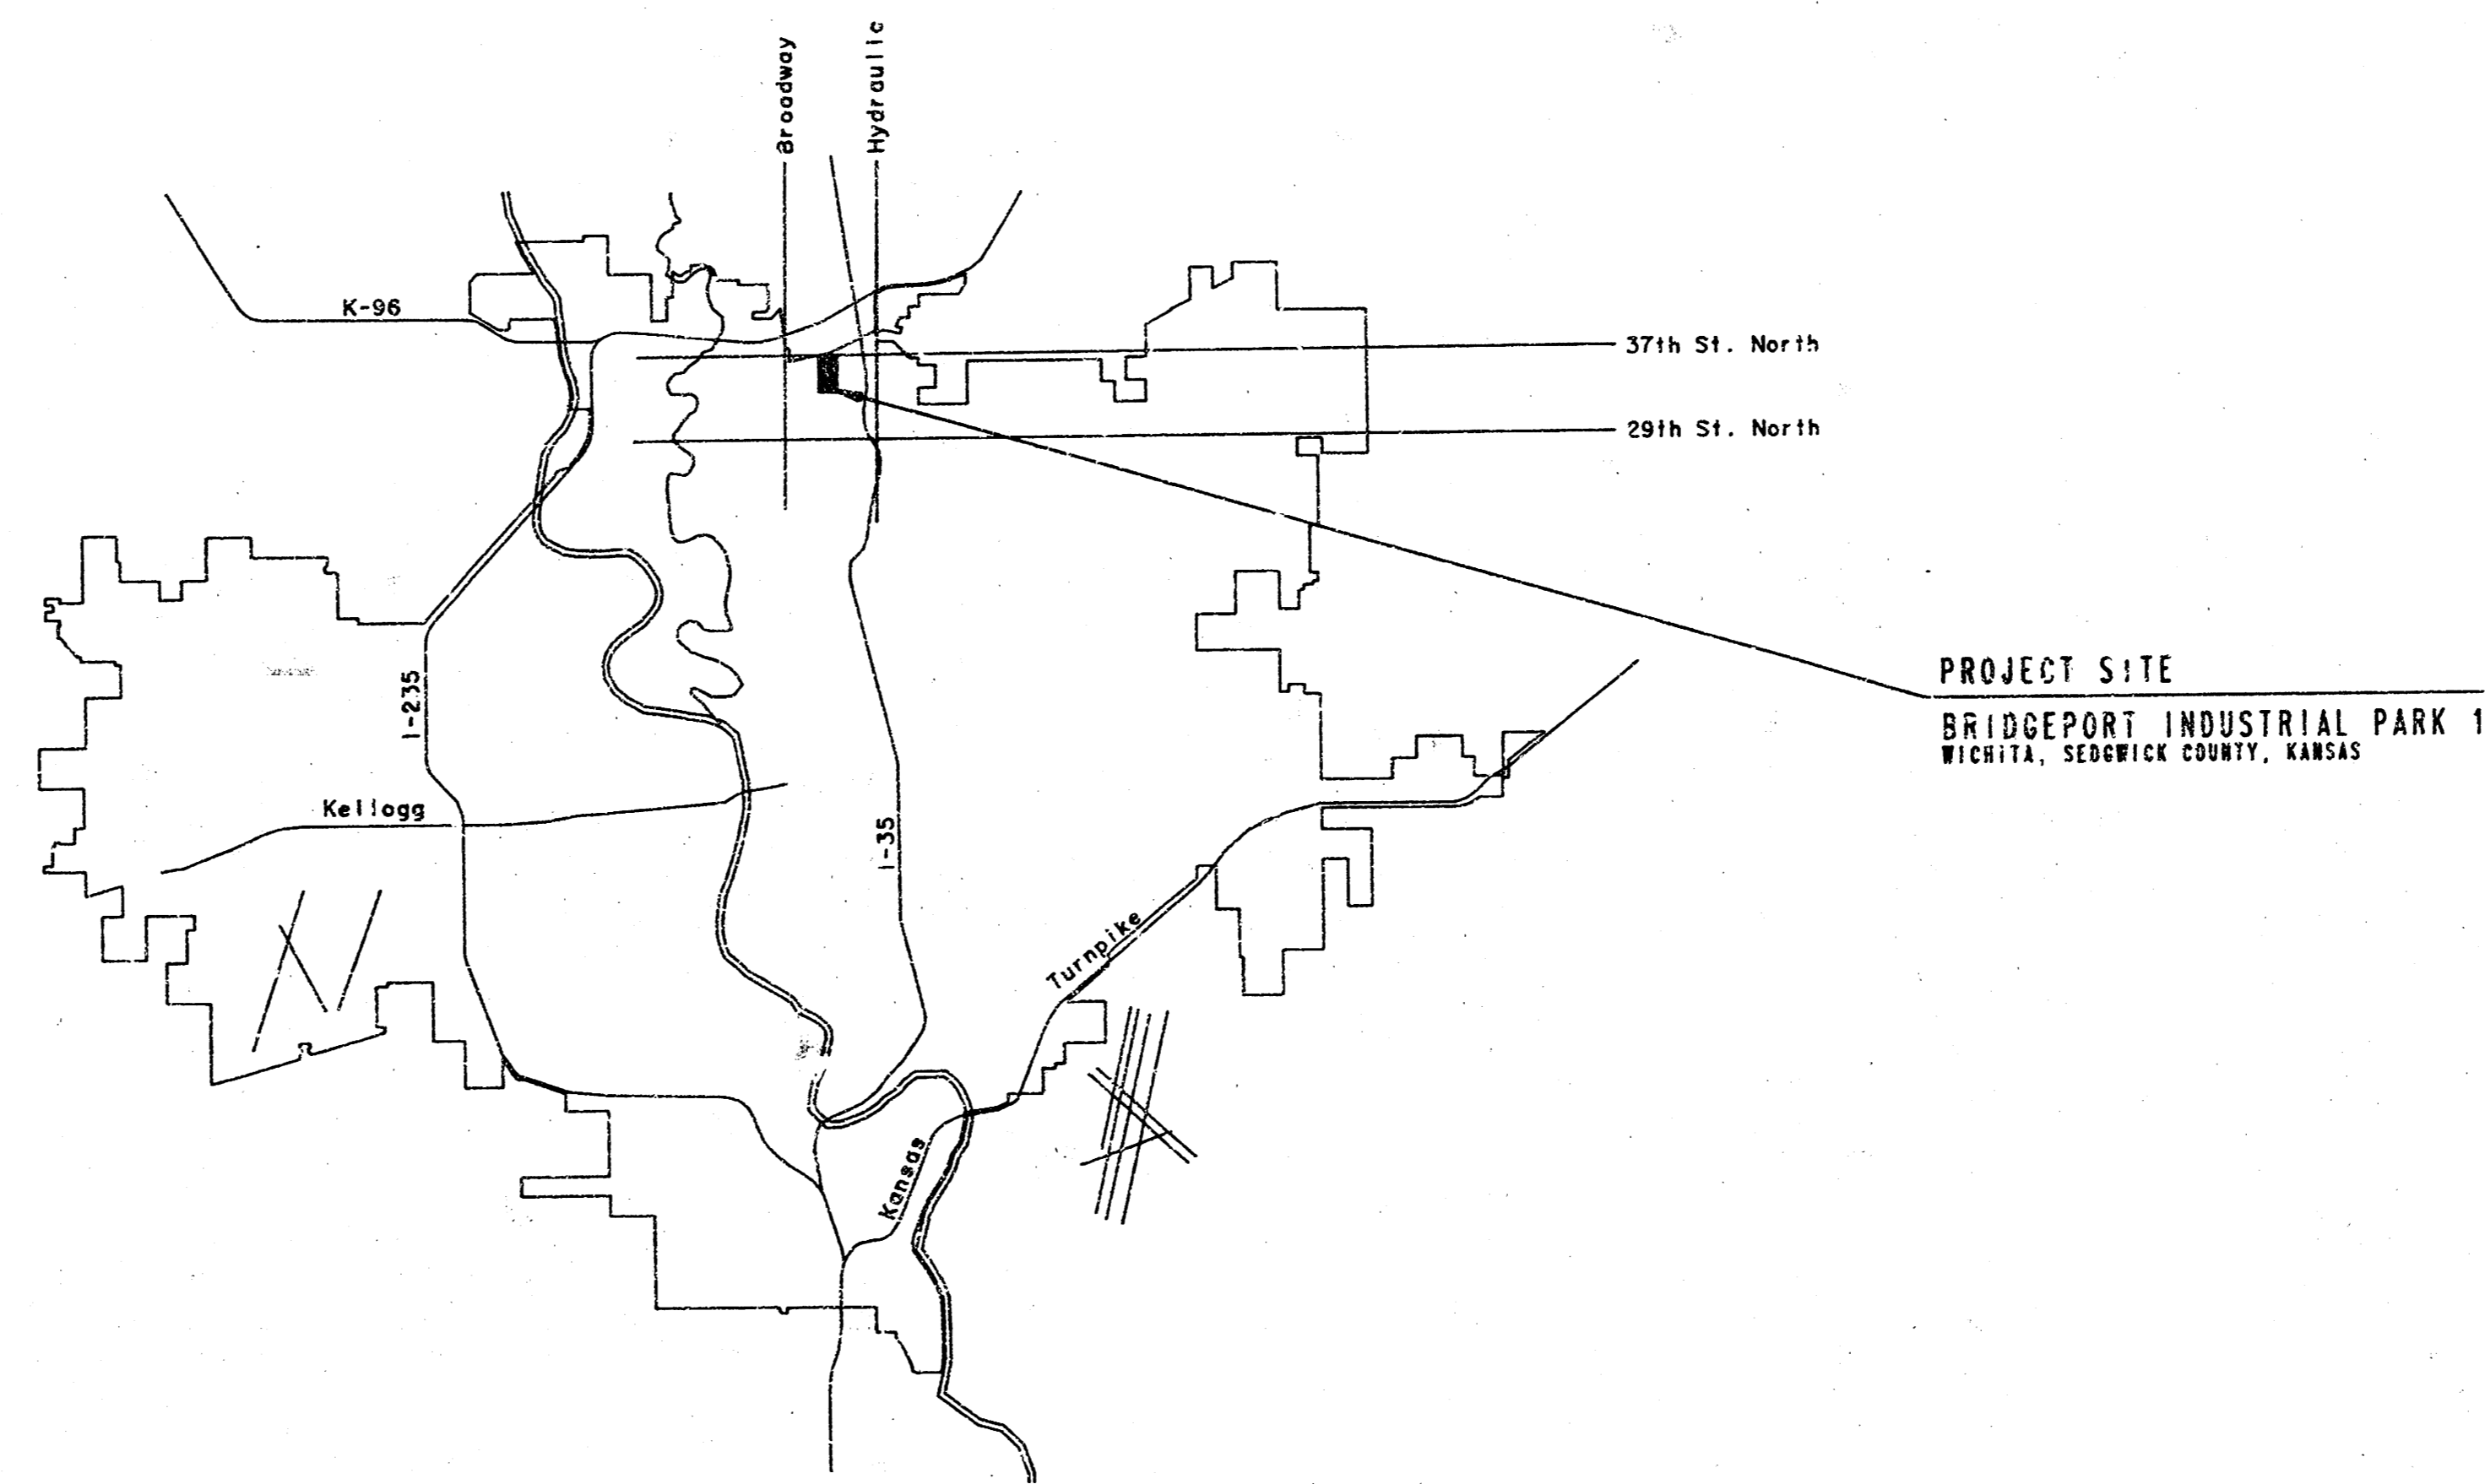 Broadway
Hydraulic
K-96
37th St. North
29th St. North
PROJECT SITE
BRIDGEPORT INDUSTRIAL PARK 1
WICHITA, SEDGWICK COUNTY, KANSAS
I-235
Kellogg
I-35
Turnpike
Kansas